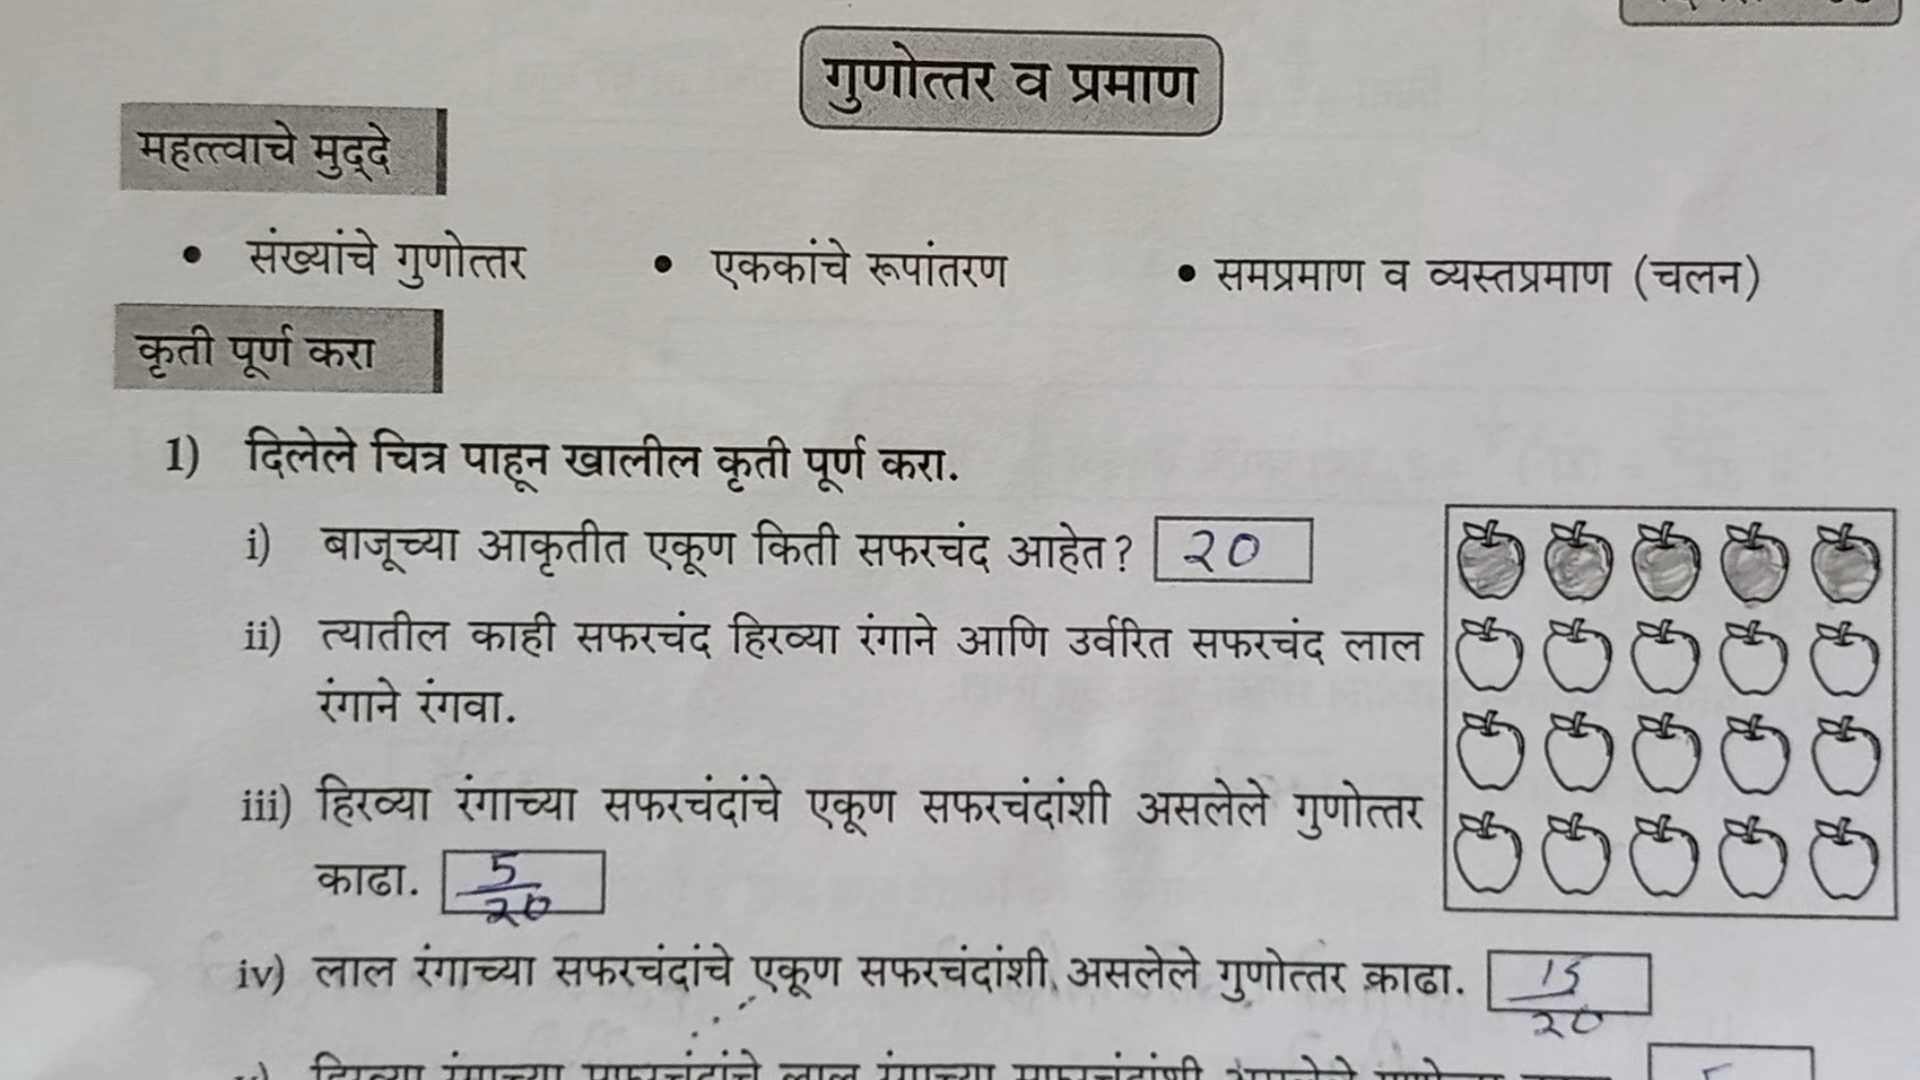 गुणोत्तर व प्रमाण
महत्त्वाचे मुद्दे
• संख्यांचे गुणोत्तर • एककांचे रूपांतरण • समप्रमाण व व्यस्तप्रमाण (चलन)
कृती पूर्ण करा
1) दिलेले चित्र पाहून खालील कृती पूर्ण करा.
i) बाजूच्या आकृतीत एकूण किती सफरचंद आहेत? २०
ii) त्यातील काही सफरचंद हिरव्या रंगाने आणि उर्वरित सफरचंद लाल
रंगाने रंगवा.
iii) हिरव्या रंगाच्या सफरचंदांचे एकूण सफरचंदांशी असलेले गुणोत्तर
काढा. 5/20
iv) लाल रंगाच्या सफरचंदांचे एकूण सफरचंदांशी असलेले गुणोत्तर काढा. 15/20